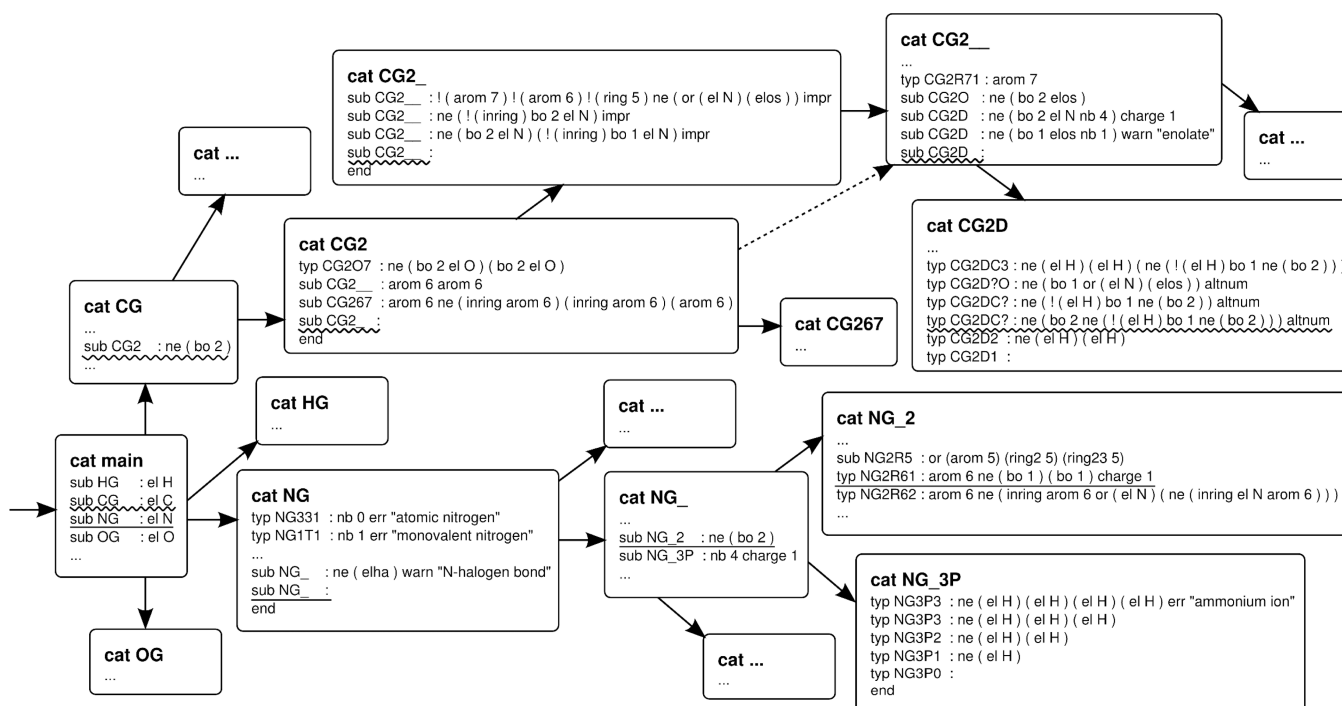 cat CG2__
...
typ CG2R71 : arom 7
sub CG2O : ne ( bo 2 elos )
sub CG2D : ne ( bo 2 el N nb 4 ) charge 1
sub CG2D : ne ( bo 1 elos nb 1 ) warn "enolate"
sub CG2D_ :
cat CG2_
sub CG2__ : ! ( arom 7 ) ! ( arom 6 ) ! ( ring 5 ) ne ( or ( el N ) ( elos ) ) impr
sub CG2__ : ne ( ! ( inring ) bo 2 el N ) impr
sub CG2__ : ne ( bo 2 el N ) ( ! ( inring ) bo 1 el N ) impr
sub CG2__ :
end
cat ...
...
cat ...
...
cat CG2
typ CG2O7 : ne ( bo 2 el O ) ( bo 2 el O )
sub CG2__ : arom 6 arom 6
sub CG267 : arom 6 ne ( inring arom 6 ) ( inring arom 6 ) ( arom 6 )
sub CG2_ :
end
cat CG2D
...
typ CG2DC3 : ne ( el H ) ( el H ) ( ne ( ! ( el H ) bo 1 ne ( bo 2 ) ) )
typ CG2D?O : ne ( bo 1 or ( el N ) ( elos ) ) altnum
typ CG2DC? : ne ( ! ( el H ) bo 1 ne ( bo 2 ) ) altnum
typ CG2DC? : ne ( bo 2 ne ( ! ( el H ) bo 1 ne ( bo 2 ) ) ) altnum
typ CG2D2 : ne ( el H ) ( el H )
typ CG2D1 :
cat CG
...
sub CG2 : ne ( bo 2 )
...
cat CG267
...
cat HG
...
cat ...
...
cat NG_2
...
sub NG2R5 : or (arom 5) (ring2 5) (ring23 5)
typ NG2R61 : arom 6 ne ( bo 1 ) ( bo 1 ) charge 1
typ NG2R62 : arom 6 ne ( inring arom 6 or ( el N ) ( ne ( inring el N arom 6 ) ) )
...
cat main
sub HG : el H
sub CG : el C
sub NG : el N
sub OG : el O
...
cat NG
typ NG331 : nb 0 err "atomic nitrogen"
typ NG1T1 : nb 1 err "monovalent nitrogen"
...
sub NG_ : ne ( elha ) warn "N-halogen bond"
sub NG_ :
end
cat NG_
...
sub NG_2 : ne ( bo 2 )
sub NG_3P : nb 4 charge 1
...
cat NG_3P
typ NG3P3 : ne ( el H ) ( el H ) ( el H ) ( el H ) err "ammonium ion"
typ NG3P3 : ne ( el H ) ( el H ) ( el H )
typ NG3P2 : ne ( el H ) ( el H )
typ NG3P1 : ne ( el H )
typ NG3P0 :
end
cat OG
...
cat ...
...